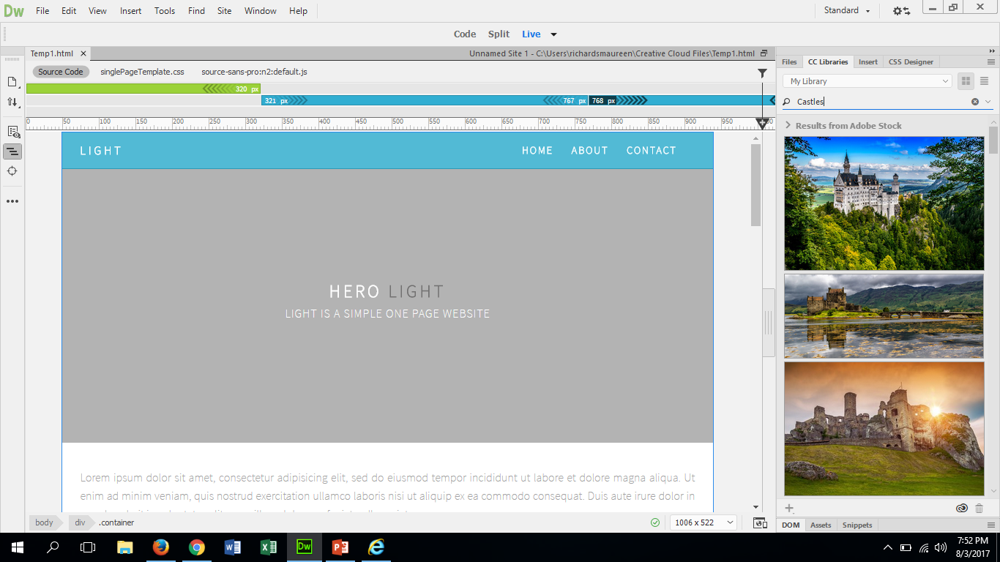 Dw File Edit View Insert Tools Find Site Window Help Standard
Code Split Live
Temp1.html Unnamed Site 1 - C:\Users\richardsmaureen\Creative Cloud Files\Temp1.html
Source Code singlePageTemplate.css source-sans-pro:n2:default.js
320 px
321 px 767 px 768 px
0 50 100 150 200 250 300 350 400 450 500 550 600 650 700 750 800 850 900 950
LIGHT HOME ABOUT CONTACT
HERO LIGHT
LIGHT IS A SIMPLE ONE PAGE WEBSITE
Lorem ipsum dolor sit amet, consectetur adipisicing elit, sed do eiusmod tempor incididunt ut labore et dolore magna aliqua. Ut
enim ad minim veniam, quis nostrud exercitation ullamco laboris nisi ut aliquip ex ea commodo consequat. Duis aute irure dolor in
body div .container 1006 x 522
Files CC Libraries Insert CSS Designer
My Library
Castles
Results from Adobe Stock
DOM Assets Snippets
Dw
7:52 PM
8/3/2017